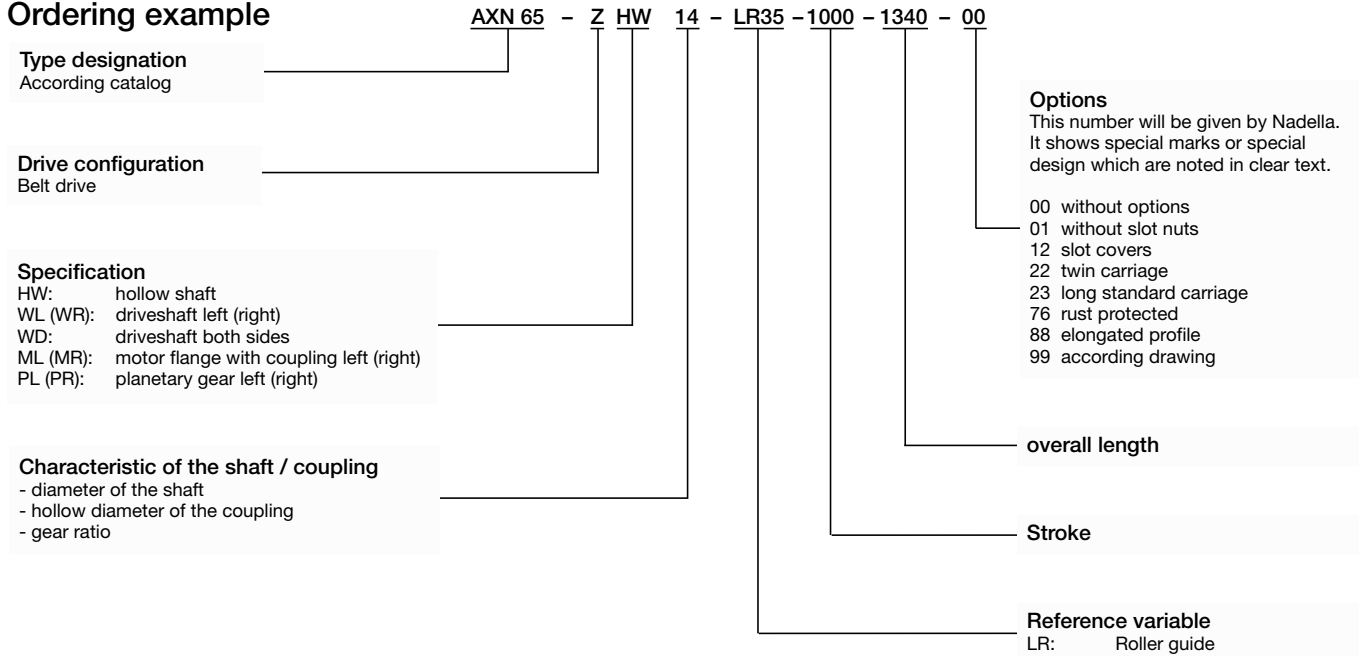 Ordering example
AXN 65 – Z HW 14 – LR35 – 1000 – 1340 – 00
Type designation
According catalog
Drive configuration
Belt drive
Specification
HW: hollow shaft
WL (WR): driveshaft left (right)
WD: driveshaft both sides
ML (MR): motor flange with coupling left (right)
PL (PR): planetary gear left (right)
Characteristic of the shaft / coupling
- diameter of the shaft
- hollow diameter of the coupling
- gear ratio
Options
This number will be given by Nadella.
It shows special marks or special
design which are noted in clear text.
00 without options
01 without slot nuts
12 slot covers
22 twin carriage
23 long standard carriage
76 rust protected
88 elongated profile
99 according drawing
overall length
Stroke
Reference variable
LR: Roller guide